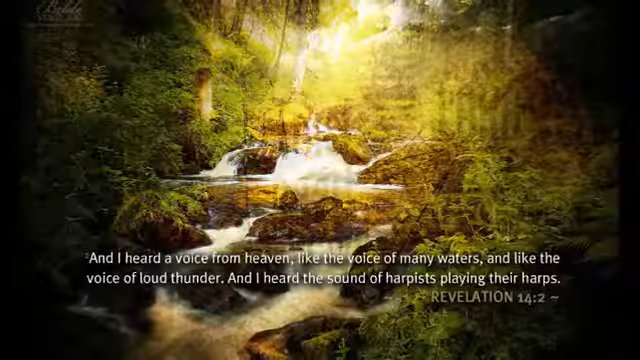 And I heard a voice from heaven, like the voice of many waters, and like the
voice of loud thunder. And I heard the sound of harpists playing their harps.
~ REVELATION 14:2 ~